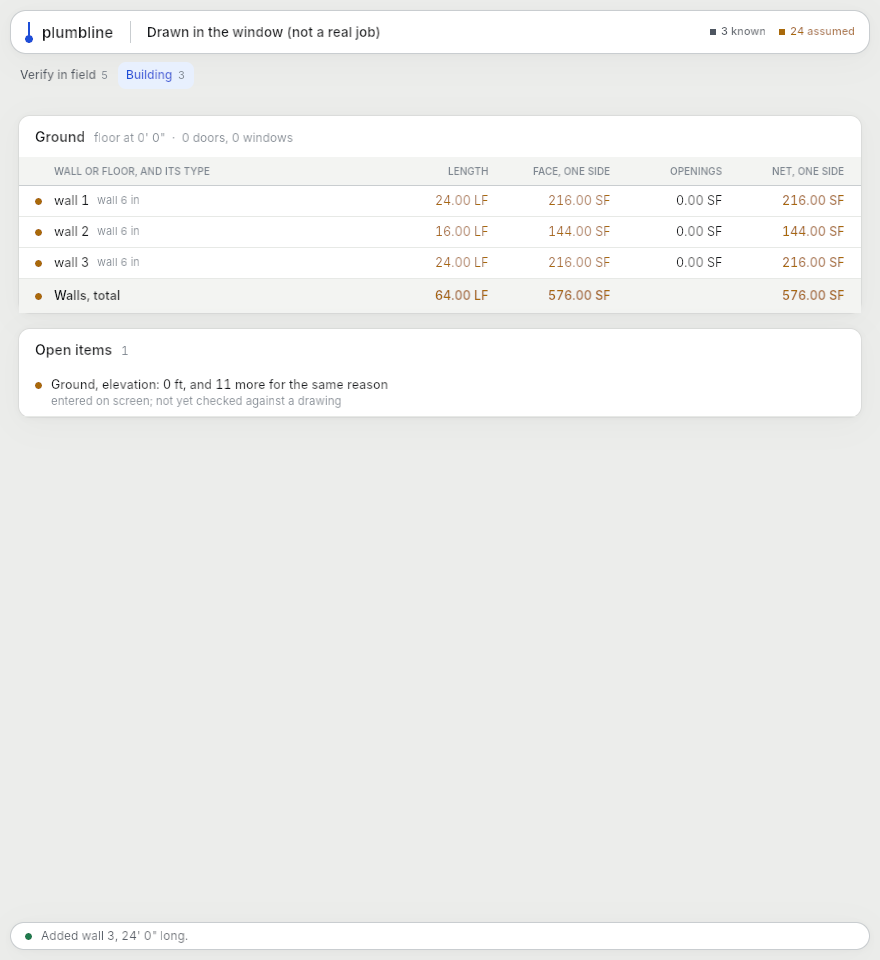 plumbline
Drawn in the window (not a real job)
3 known
24 assumed
Verify in field 5
Building 3
Ground floor at 0' 0" · 0 doors, 0 windows
WALL OR FLOOR, AND ITS TYPE LENGTH FACE, ONE SIDE OPENINGS NET, ONE SIDE
wall 1 wall 6 in 24.00 LF 216.00 SF 0.00 SF 216.00 SF
wall 2 wall 6 in 16.00 LF 144.00 SF 0.00 SF 144.00 SF
wall 3 wall 6 in 24.00 LF 216.00 SF 0.00 SF 216.00 SF
Walls, total 64.00 LF 576.00 SF 576.00 SF
Open items 1
Ground, elevation: 0 ft, and 11 more for the same reason
entered on screen; not yet checked against a drawing
Added wall 3, 24' 0" long.